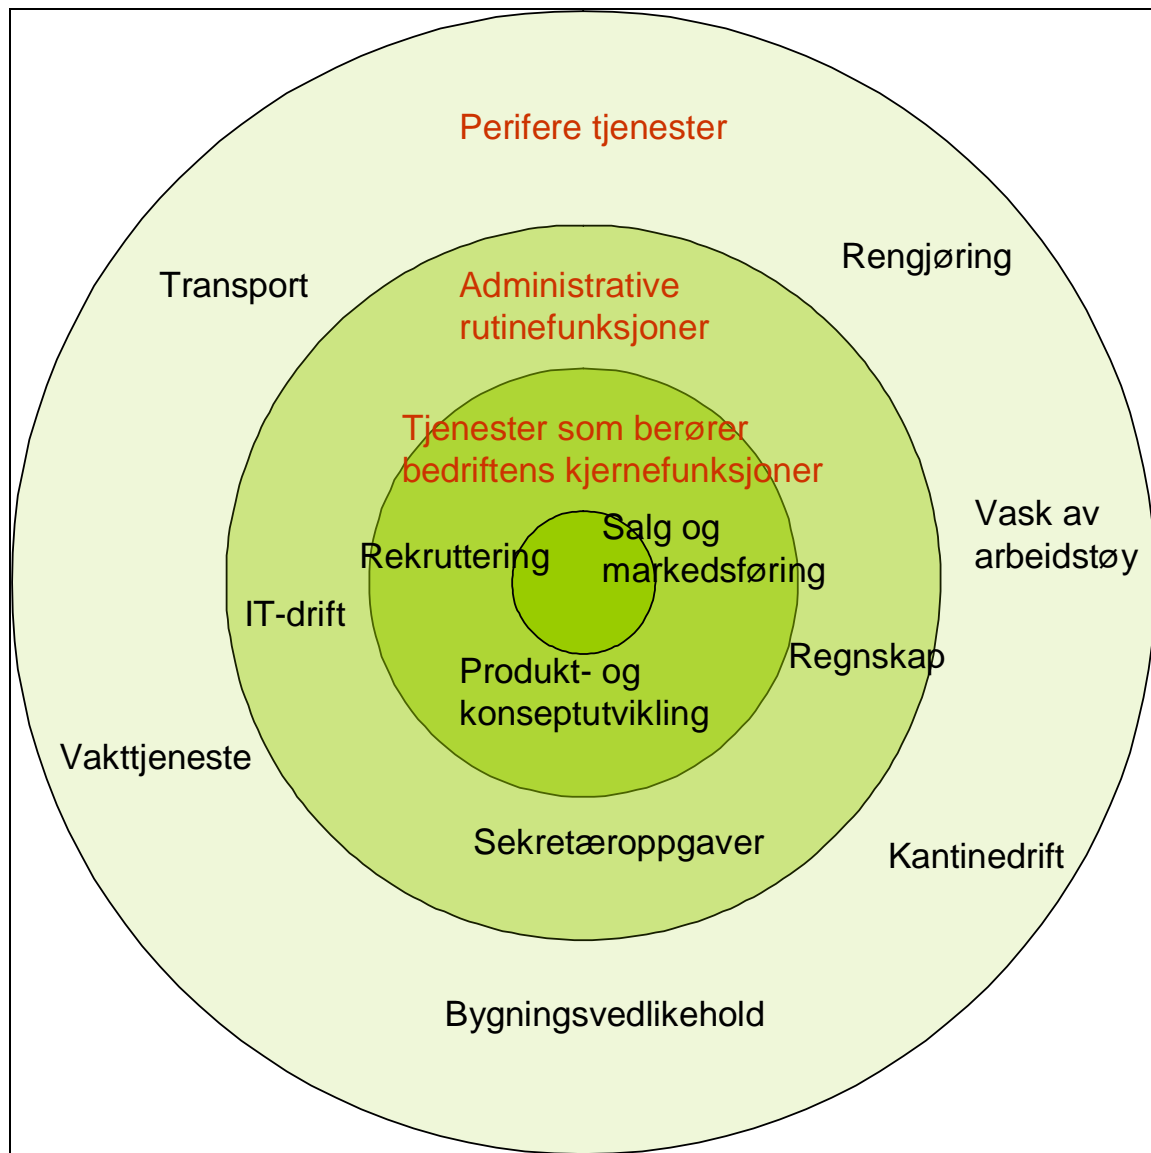 Perifere tjenester
Rengjøring
Transport
Administrative
rutinefunksjoner
Tjenester som berører
bedriftens kjernefunksjoner
Vask av
arbeidstøy
Salg og
markedsføring
Rekruttering
IT-drift
Regnskap
Produkt- og
konseptutvikling
Vakttjeneste
Sekretæroppgaver
Kantinedrift
Bygningsvedlikehold